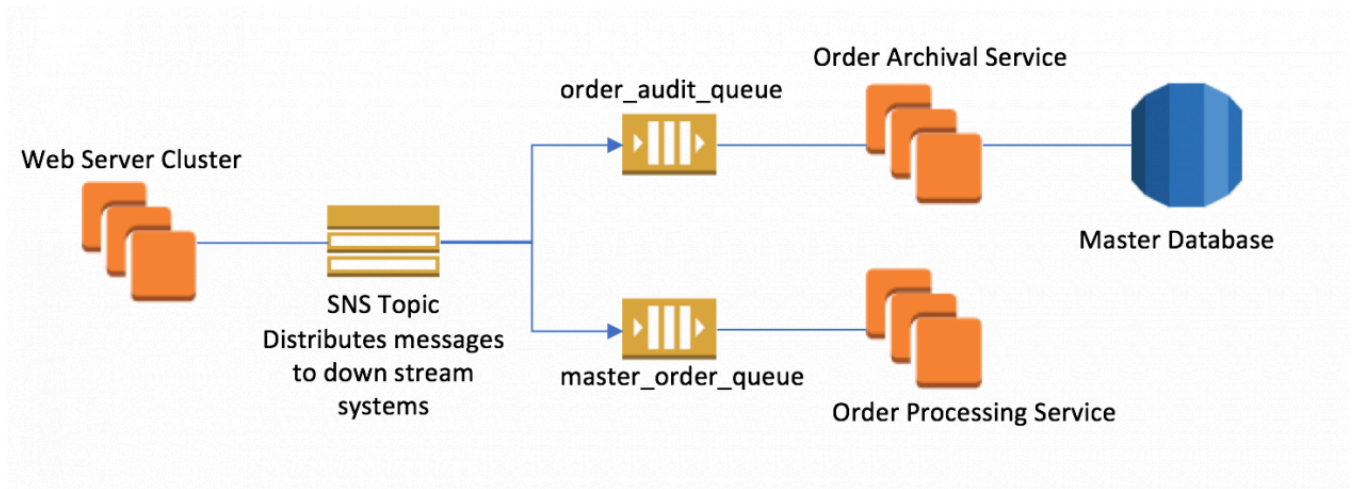 Web Server Cluster
SNS Topic
Distributes messages
to down stream
systems
order_audit_queue
master_order_queue
Order Archival Service
Order Processing Service
Master Database